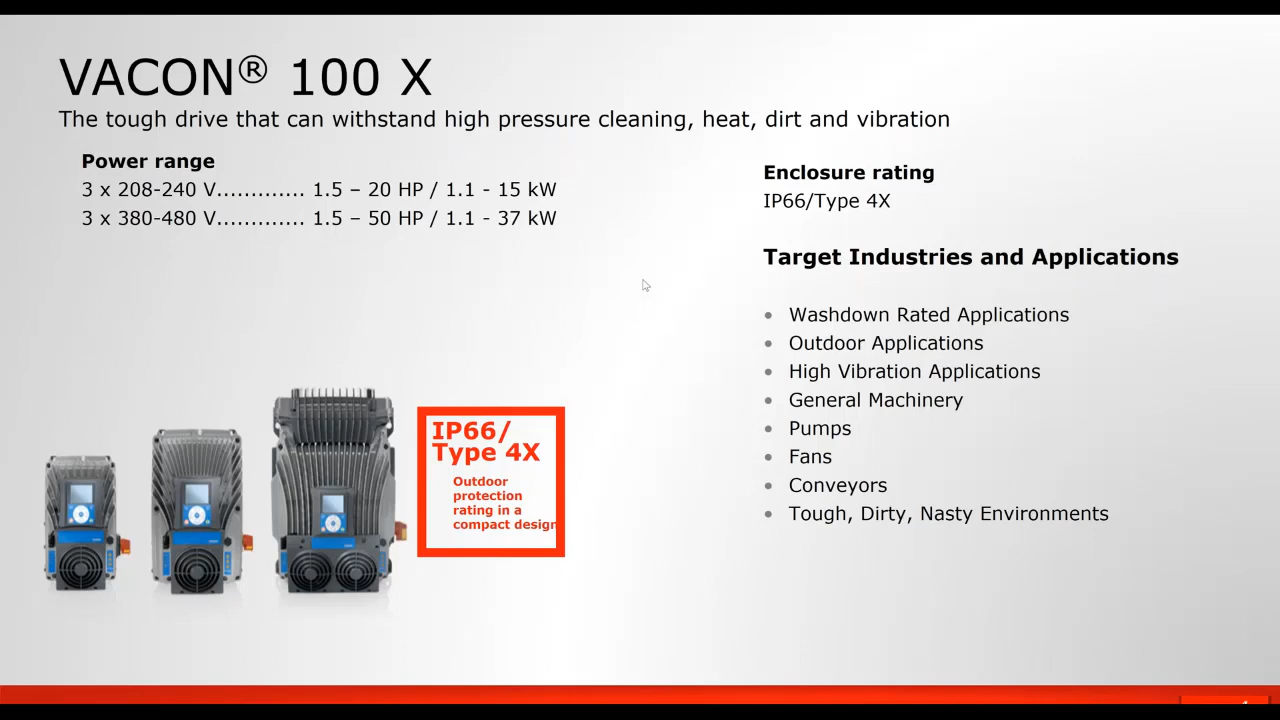 VACON® 100 X
The tough drive that can withstand high pressure cleaning, heat, dirt and vibration
Power range
3 x 208-240 V............. 1.5 – 20 HP / 1.1 - 15 kW
3 x 380-480 V............. 1.5 – 50 HP / 1.1 - 37 kW
Enclosure rating
IP66/Type 4X
Target Industries and Applications
• Washdown Rated Applications
• Outdoor Applications
• High Vibration Applications
• General Machinery
• Pumps
• Fans
• Conveyors
• Tough, Dirty, Nasty Environments
IP66/
Type 4X
Outdoor
protection
rating in a
compact design